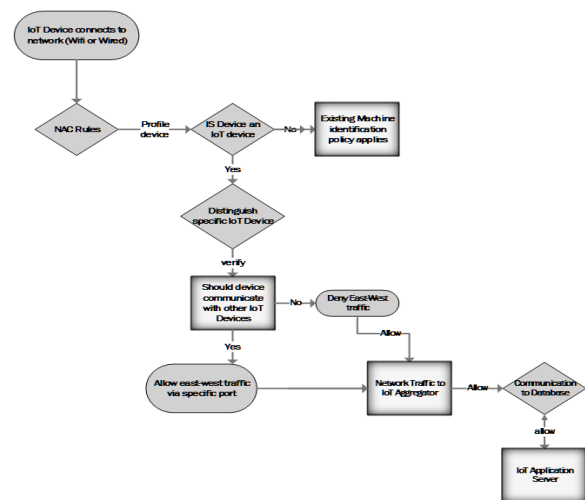 IoT Device connects to
network (Wifi or Wired)
NAC Rules
Profile
device
IS Device an
IoT device
No
Existing Machine
identification
policy applies
Yes
Distinguish
specific IoT Device
verify
Should device
communicate
with other IoT
Devices
No
Deny East-West
traffic
Yes
Allow
Allow east-west traffic
via specific port
Network Traffic to
IoT Aggregator
Allow
Communication
to Database
allow
IoT Application
Server